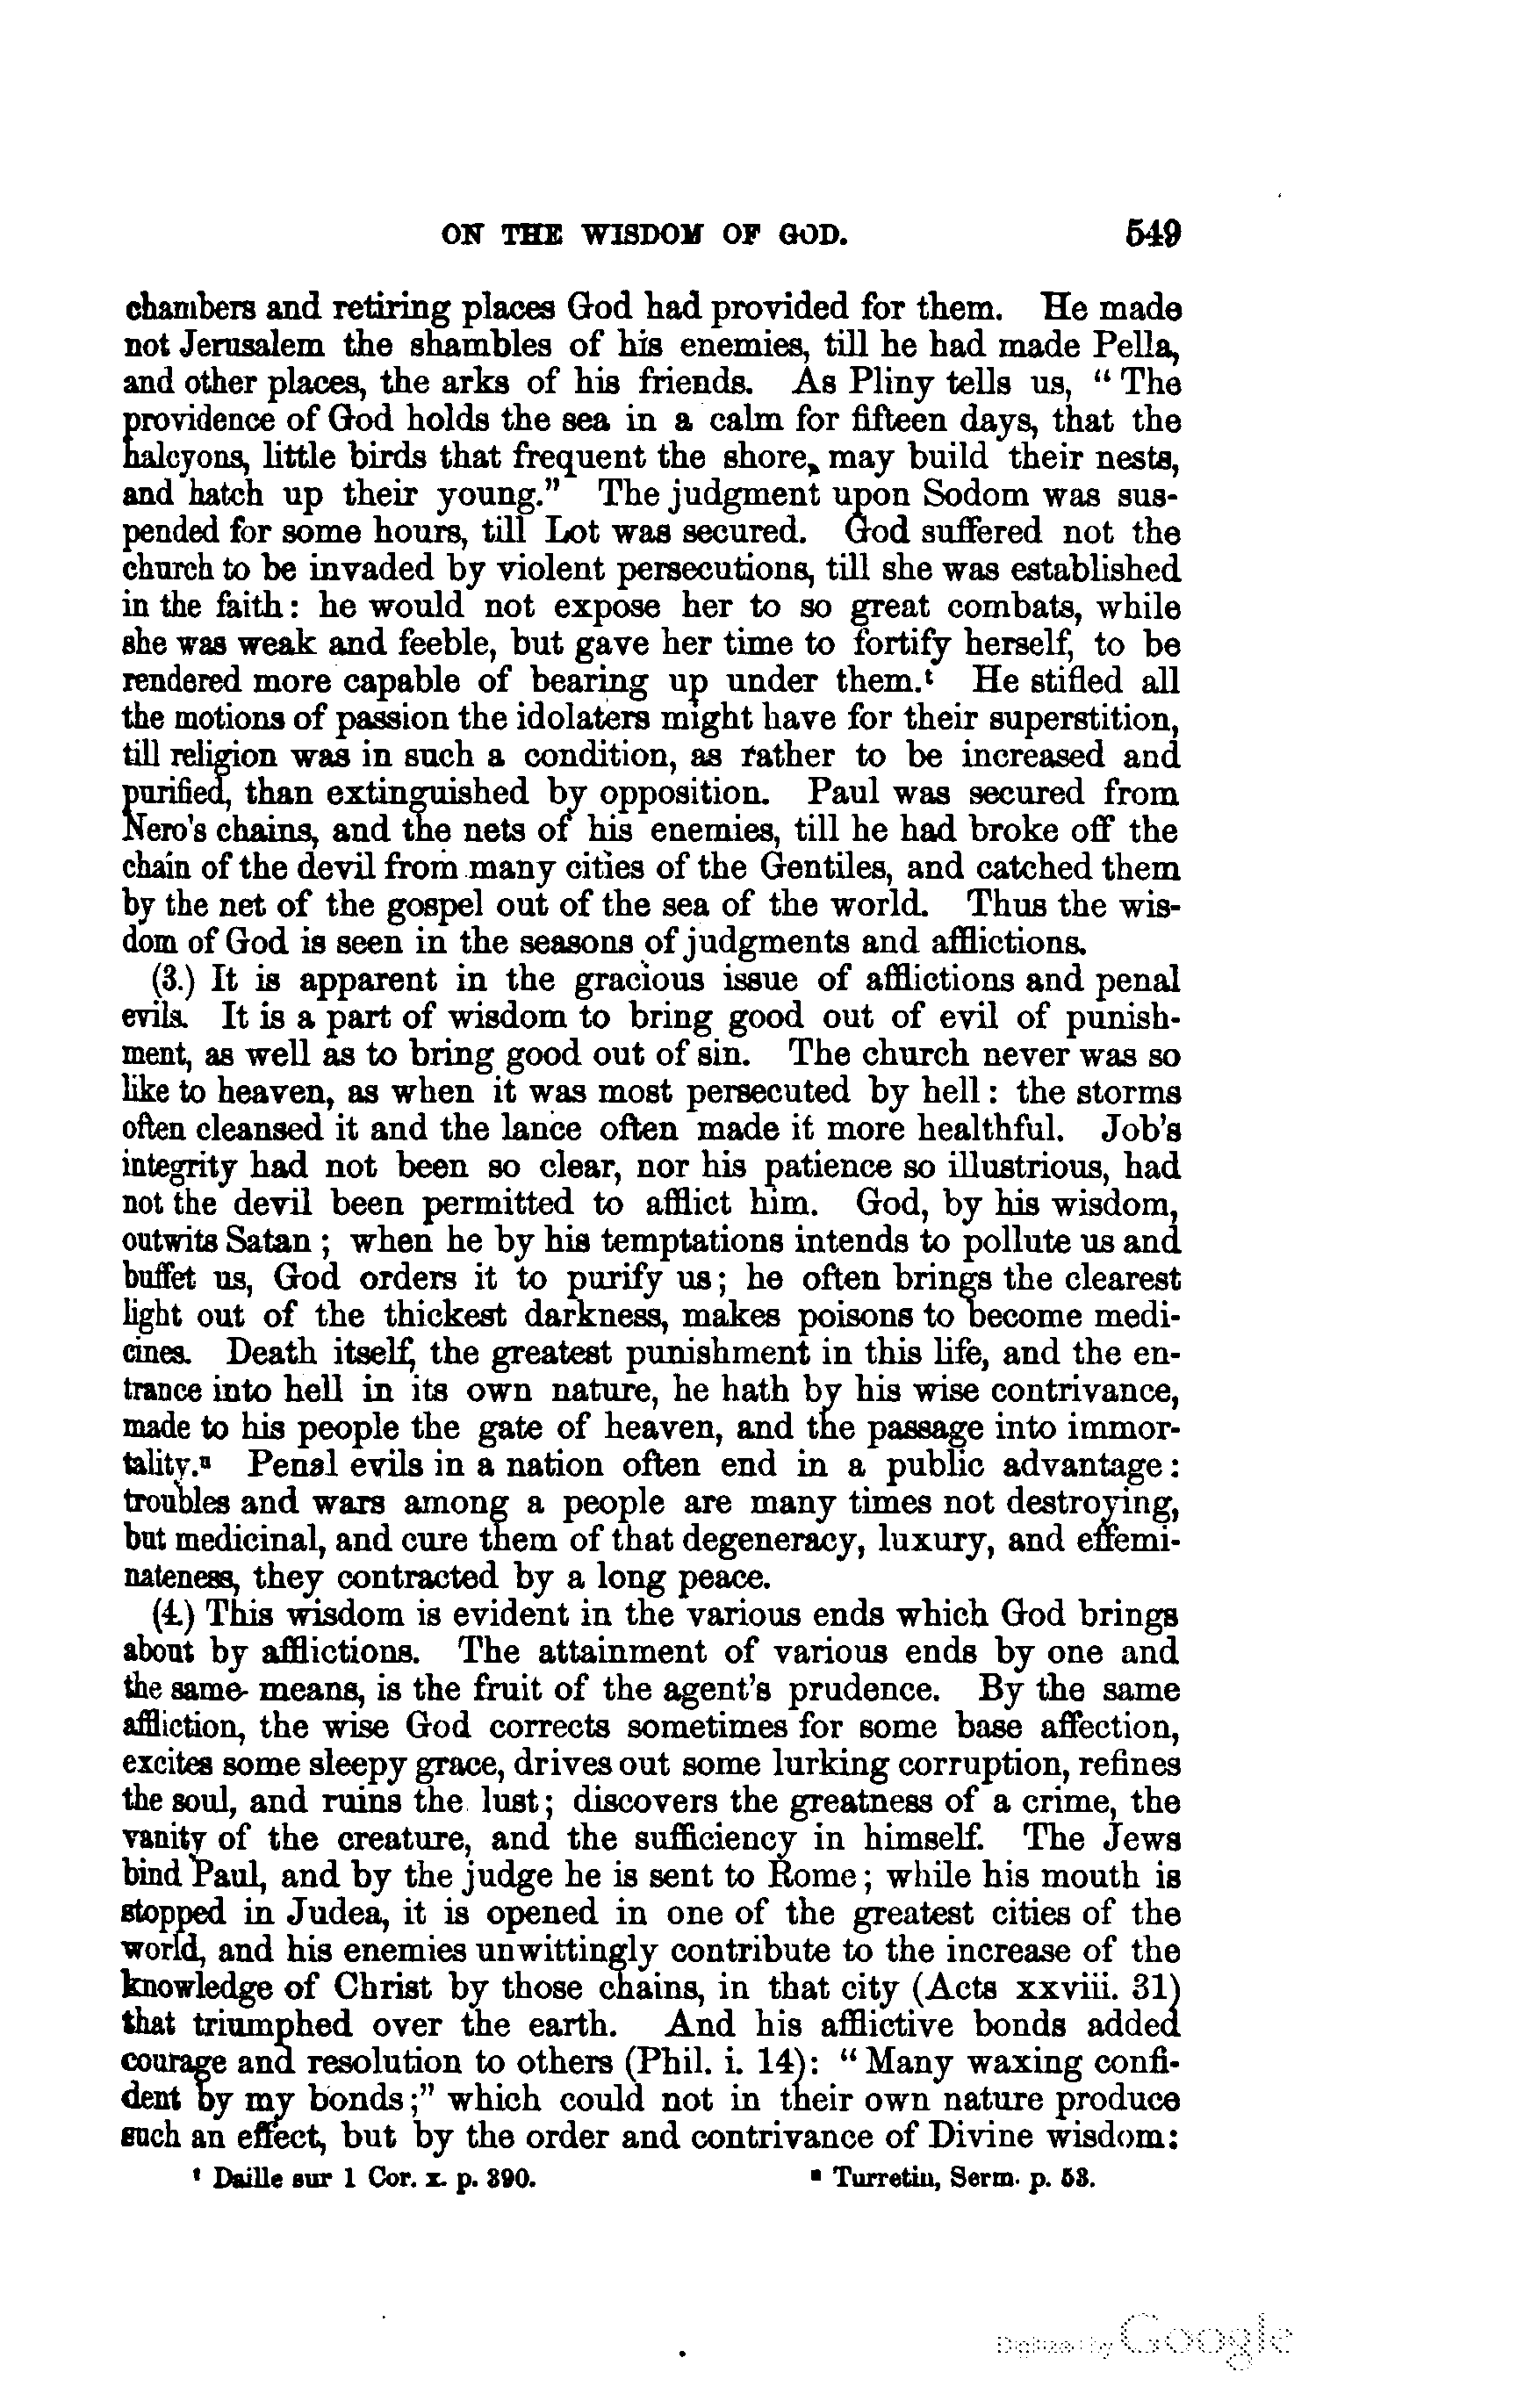 ON THE WISDOM OF GOD. 549
chambers and retiring places God had provided for them. He made
not Jerusalem the shambles of his enemies, till he had made Pella,
and other places, the arks of his friends. As Pliny tells us, “The
providence of God holds the sea in a calm for fifteen days, that the
halcyons, little birds that frequent the shore, may build their nests,
and hatch up their young.” The judgment upon Sodom was sus-
pended for some hours, till Lot was secured. God suffered not the
church to be invaded by violent persecutions, till she was established
in the faith: he would not expose her to so great combats, while
she was weak and feeble, but gave her time to fortify herself, to be
rendered more capable of bearing up under them.ᵗ He stifled all
the motions of passion the idolaters might have for their superstition,
till religion was in such a condition, as rather to be increased and
purified, than extinguished by opposition. Paul was secured from
Nero's chains, and the nets of his enemies, till he had broke off the
chain of the devil from many cities of the Gentiles, and catched them
by the net of the gospel out of the sea of the world. Thus the wis-
dom of God is seen in the seasons of judgments and afflictions.
(3.) It is apparent in the gracious issue of afflictions and penal
evils. It is a part of wisdom to bring good out of evil of punish-
ment, as well as to bring good out of sin. The church never was so
like to heaven, as when it was most persecuted by hell: the storms
often cleansed it and the lance often made it more healthful. Job's
integrity had not been so clear, nor his patience so illustrious, had
not the devil been permitted to afflict him. God, by his wisdom,
outwits Satan; when he by his temptations intends to pollute us and
buffet us, God orders it to purify us; he often brings the clearest
light out of the thickest darkness, makes poisons to become medi-
cines. Death itself, the greatest punishment in this life, and the en-
trance into hell in its own nature, he hath by his wise contrivance,
made to his people the gate of heaven, and the passage into immor-
tality.ᵘ Penal evils in a nation often end in a public advantage:
troubles and wars among a people are many times not destroying,
but medicinal, and cure them of that degeneracy, luxury, and effemi-
nateness, they contracted by a long peace.
(4.) This wisdom is evident in the various ends which God brings
about by afflictions. The attainment of various ends by one and
the same means, is the fruit of the agent's prudence. By the same
affliction, the wise God corrects sometimes for some base affection,
excites some sleepy grace, drives out some lurking corruption, refines
the soul, and ruins the lust; discovers the greatness of a crime, the
vanity of the creature, and the sufficiency in himself. The Jews
bind Paul, and by the judge he is sent to Rome; while his mouth is
stopped in Judea, it is opened in one of the greatest cities of the
world, and his enemies unwittingly contribute to the increase of the
knowledge of Christ by those chains, in that city (Acts xxviii. 31)
that triumphed over the earth. And his afflictive bonds added
courage and resolution to others (Phil. i. 14): “Many waxing confi-
dent by my bonds;” which could not in their own nature produce
such an effect, but by the order and contrivance of Divine wisdom:
ᵗ Daille sur 1 Cor. x. p. 390. ᵘ Turretin, Serm. p. 53.
Digitized by Google